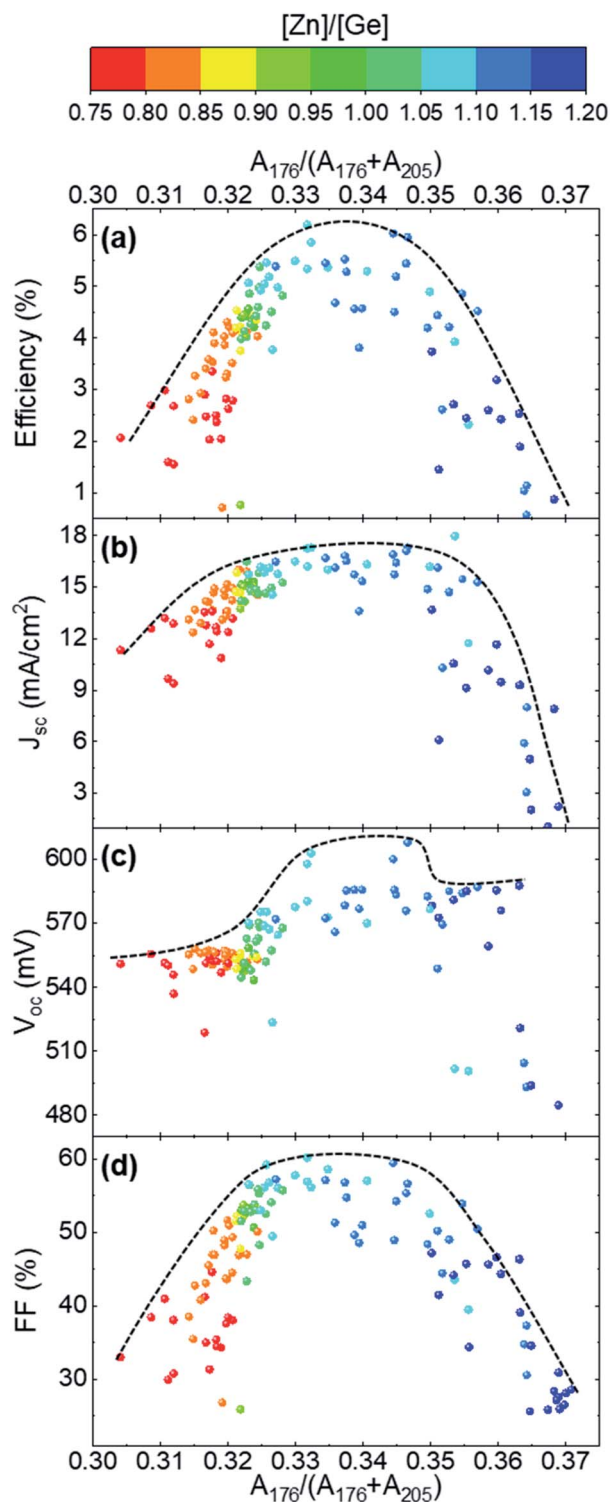 [Zn]/[Ge]
0.75 0.80 0.85 0.90 0.95 1.00 1.05 1.10 1.15 1.20
A176/(A176+A205)
0.30 0.31 0.32 0.33 0.34 0.35 0.36 0.37
(a)
Efficiency (%)
6
5
4
3
2
1
(b)
Jsc (mA/cm²)
18
15
12
9
6
3
(c)
Voc (mV)
600
570
540
510
480
(d)
FF (%)
60
50
40
30
0.30 0.31 0.32 0.33 0.34 0.35 0.36 0.37
A176/(A176+A205)